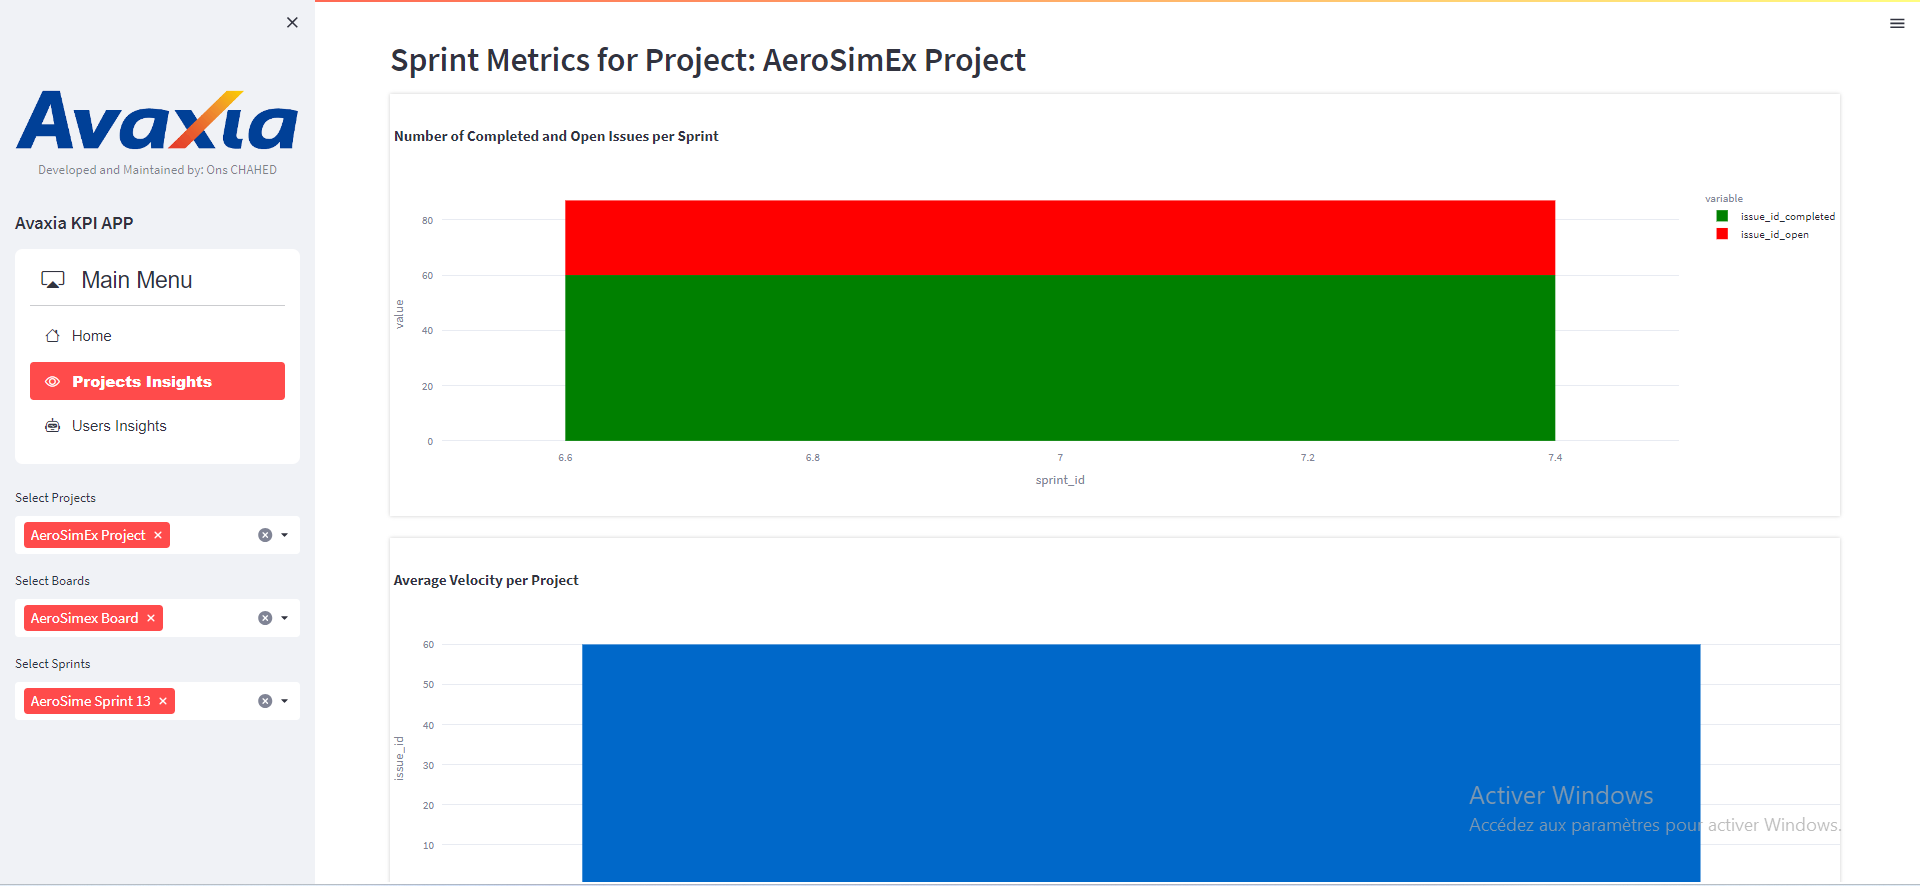 Avaxia
Developed and Maintained by: Ons CHAHED
Avaxia KPI APP
Main Menu
Home
Projects Insights
Users Insights
Select Projects
AeroSimEx Project
Select Boards
AeroSimex Board
Select Sprints
AeroSime Sprint 13
Sprint Metrics for Project: AeroSimEx Project
Number of Completed and Open Issues per Sprint
variable
issue_id_completed
issue_id_open
80
60
40
20
0
value
6.6 6.8 7 7.2 7.4
sprint_id
Average Velocity per Project
60
50
40
30
20
10
issue_id
Activer Windows
Accédez aux paramètres pour activer Windows.